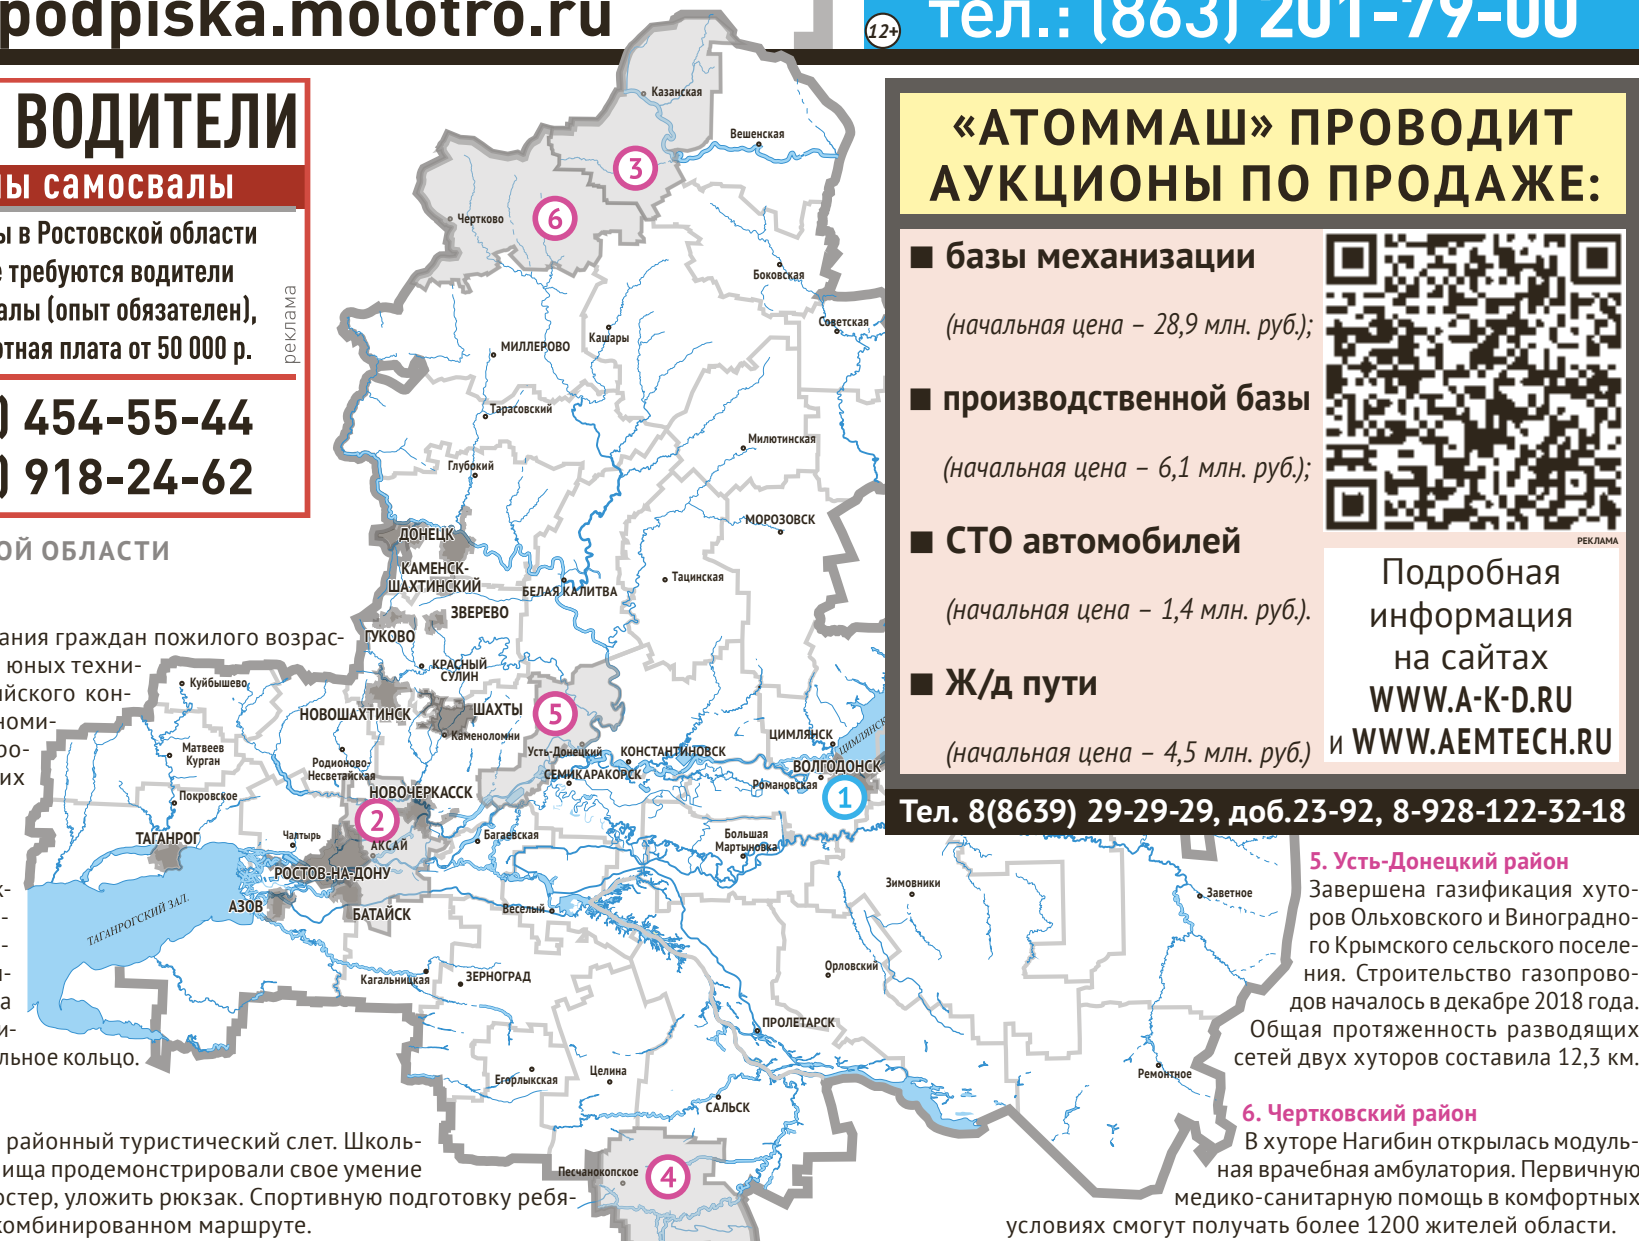 podpiska.molotro.ru
12+
тел.: (863) 201-79-00
ВОДИТЕЛИ
самосвалы
в Ростовской области
требуются водители
(опыт обязателен),
плата от 50 000 р.
реклама
454-55-44
918-24-62
ОБЛАСТИ
«АТОММАШ» ПРОВОДИТ
АУКЦИОНЫ ПО ПРОДАЖЕ:
■ базы механизации
(начальная цена – 28,9 млн. руб.);
■ производственной базы
(начальная цена – 6,1 млн. руб.);
■ СТО автомобилей
(начальная цена – 1,4 млн. руб.).
■ Ж/д пути
(начальная цена – 4,5 млн. руб.)
РЕКЛАМА
Подробная
информация
на сайтах
WWW.A-K-D.RU
и WWW.AEMTECH.RU
Тел. 8(8639) 29-29-29, доб.23-92, 8-928-122-32-18
граждан пожилого возрас-
юных техни-
кон-
районный туристический слет. Школь-
продемонстрировали свое умение
уложить рюкзак. Спортивную подготовку ребя-
комбинированном маршруте.
кольцо.
Казанская
Вешенская
3
Чертково
6
Боковская
Советская
Кашары
МИЛЛЕРОВО
Тарасовский
Милютинская
Глубокий
МОРОЗОВСК
ДОНЕЦК
КАМЕНСК-
ШАХТИНСКИЙ
Тацинская
БЕЛАЯ КАЛИТВА
ЗВЕРЕВО
ГУКОВО
КРАСНЫЙ
СУЛИН
Куйбышево
НОВОШАХТИНСК
ШАХТЫ
5
Каменоломни
ЦИМЛЯНСК
Матвеев
Курган
Родионово-
Несветайская
Усть-Донецкий
КОНСТАНТИНОВСК
СЕМИКАРАКОРСК
ВОЛГОДОНСК
Романовская
1
Покровское
НОВОЧЕРКАССК
2
ТАГАНРОГ
Чалтырь
АКСАЙ
Багаевская
Большая
Мартыновка
РОСТОВ-НА-ДОНУ
Зимовники
Заветное
АЗОВ
БАТАЙСК
Веселый
ТАГАНРОГСКИЙ ЗАЛ.
Кагальницкая
ЗЕРНОГРАД
Орловский
ПРОЛЕТАРСК
Егорлыкская
Целина
Ремонтное
САЛЬСК
Песчанокопское
4
5. Усть-Донецкий район
Завершена газификация хуто-
ров Ольховского и Виноградно-
го Крымского сельского поселе-
ния. Строительство газопрово-
дов началось в декабре 2018 года.
Общая протяженность разводящих
сетей двух хуторов составила 12,3 км.
6. Чертковский район
В хуторе Нагибин открылась модуль-
ная врачебная амбулатория. Первичную
медико-санитарную помощь в комфортных
условиях смогут получать более 1200 жителей области.